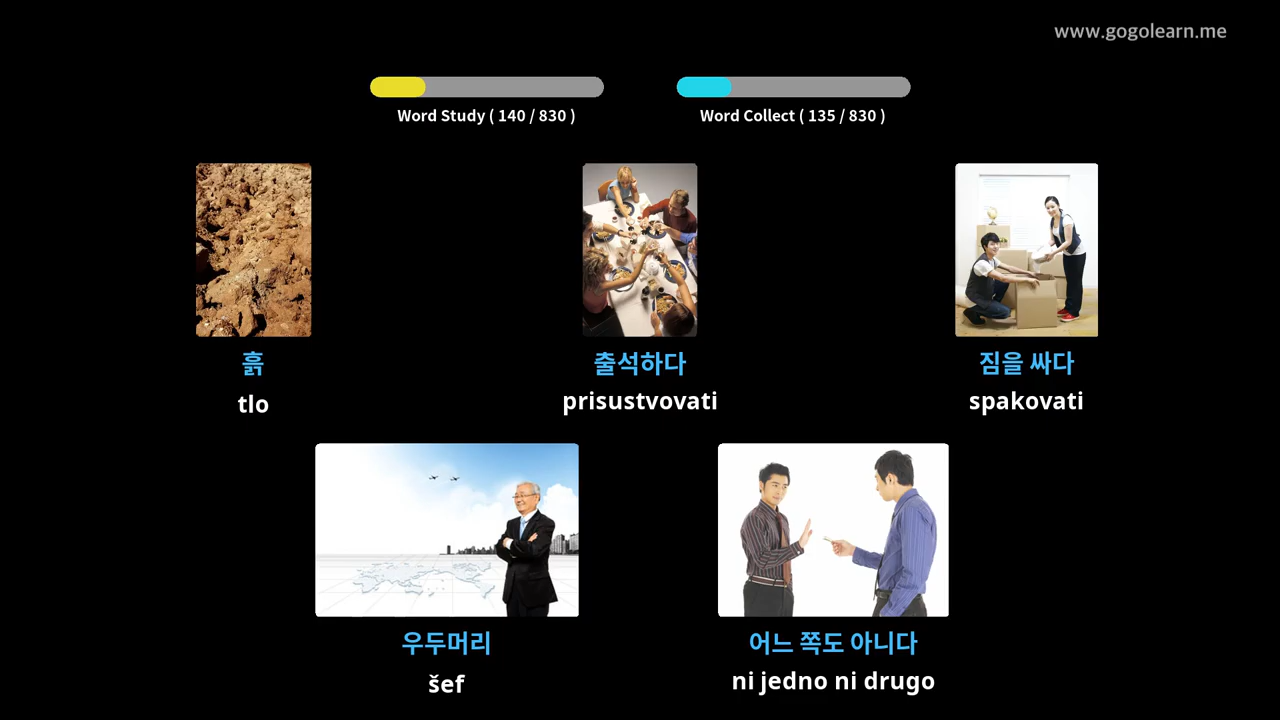 www.gogolearn.me
Word Study ( 140 / 830 )
Word Collect ( 135 / 830 )
흙
tlo
출석하다
prisustvovati
짐을 싸다
spakovati
우두머리
šef
어느 쪽도 아니다
ni jedno ni drugo